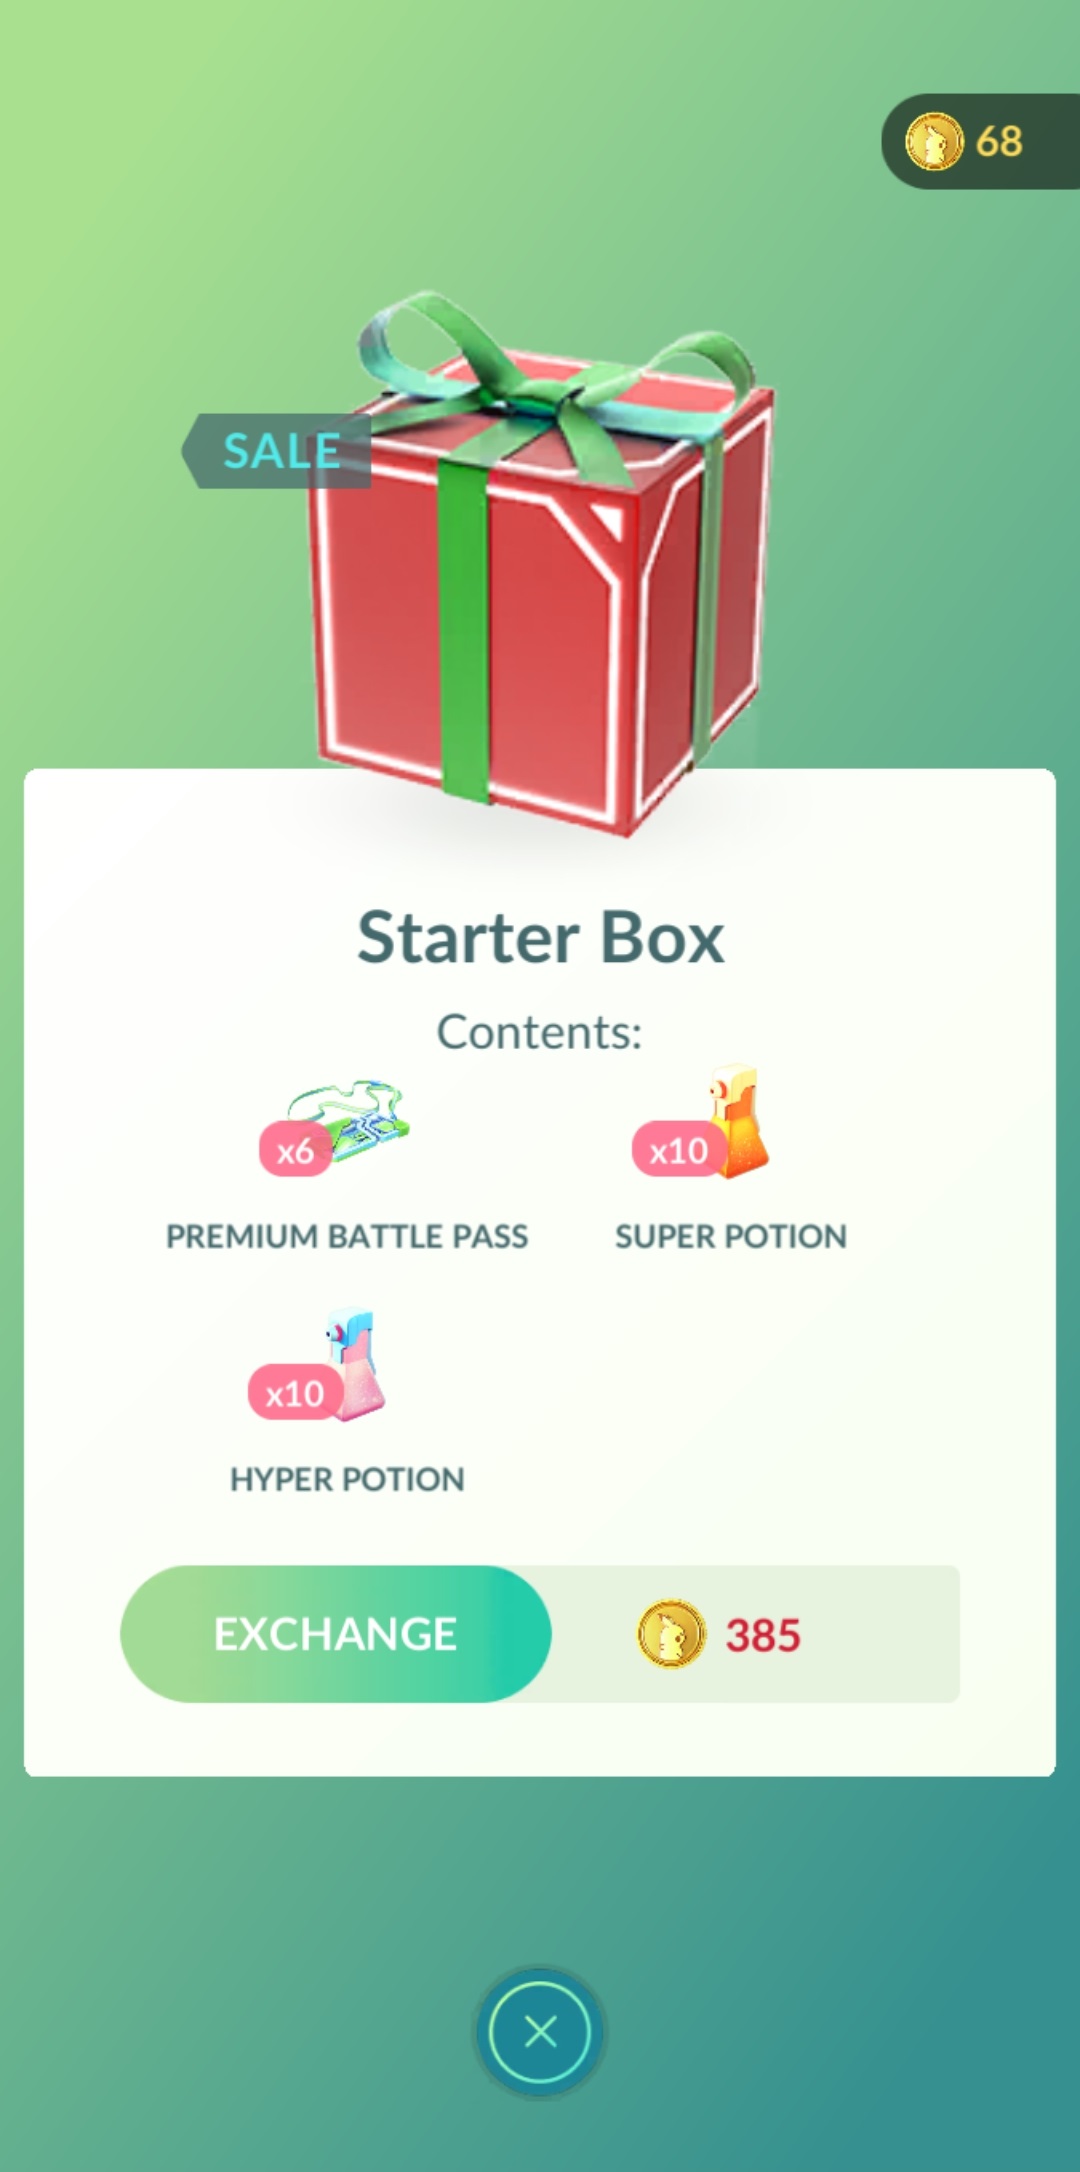 68
SALE
Starter Box
Contents:
x6
x10
PREMIUM BATTLE PASS
SUPER POTION
x10
HYPER POTION
EXCHANGE
385